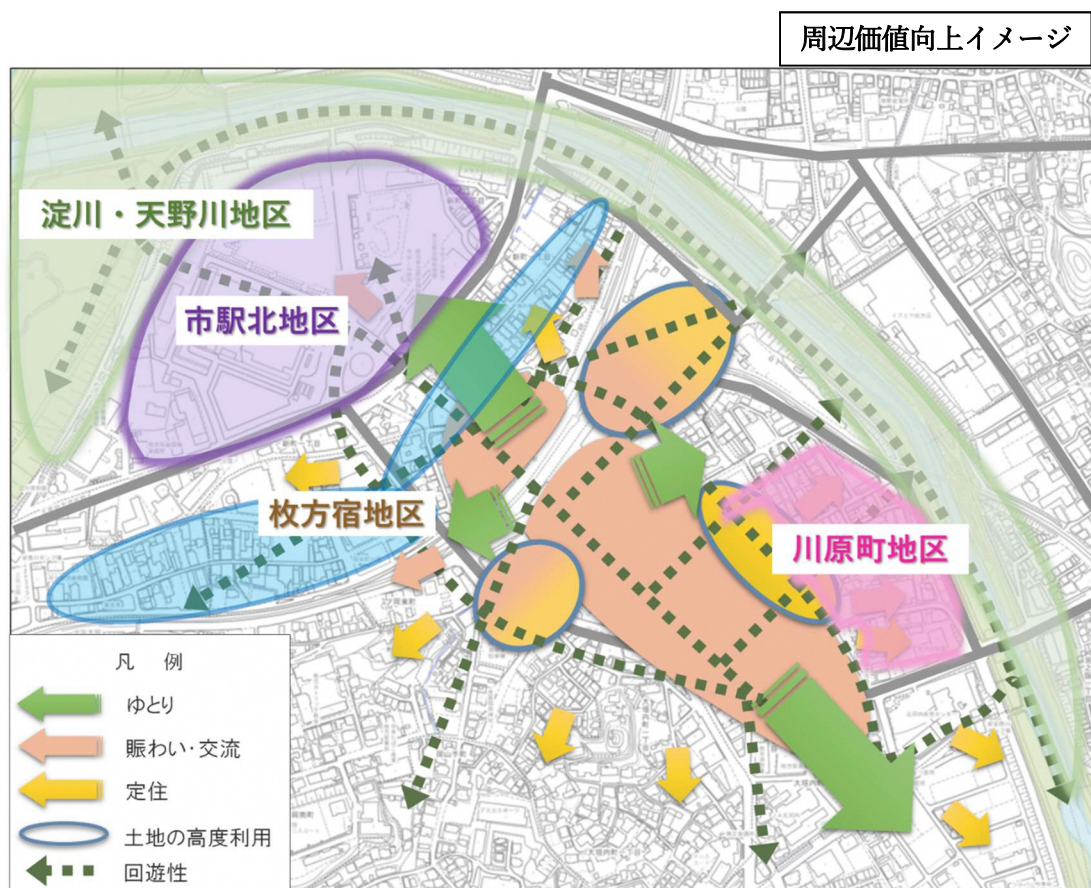 周辺価値向上イメージ
淀川・天野川地区
市駅北地区
枚方宿地区
川原町地区
凡 例
ゆとり
賑わい・交流
定住
土地の高度利用
回遊性